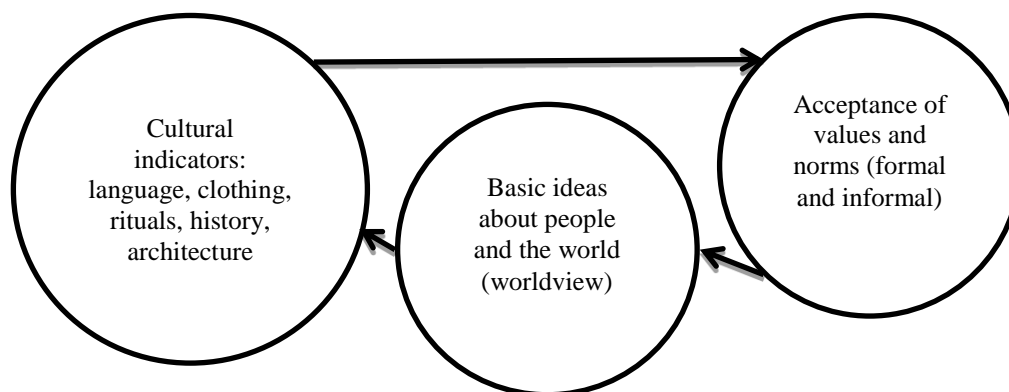 Cultural
indicators:
language, clothing,
rituals, history,
architecture
Basic ideas
about people
and the world
(worldview)
Acceptance of
values and
norms (formal
and informal)